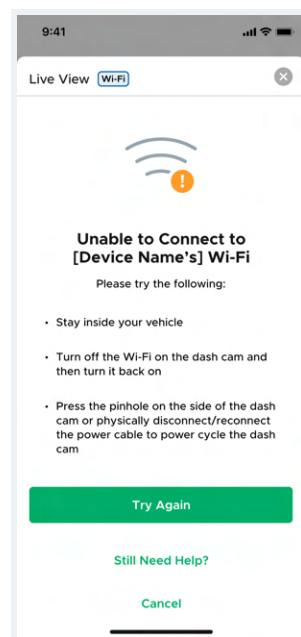 9:41
Live View Wi-Fi
!
Unable to Connect to
[Device Name's] Wi-Fi
Please try the following:
• Stay inside your vehicle
• Turn off the Wi-Fi on the dash cam and
then turn it back on
• Press the pinhole on the side of the dash
cam or physically disconnect/reconnect
the power cable to power cycle the dash
cam
Try Again
Still Need Help?
Cancel